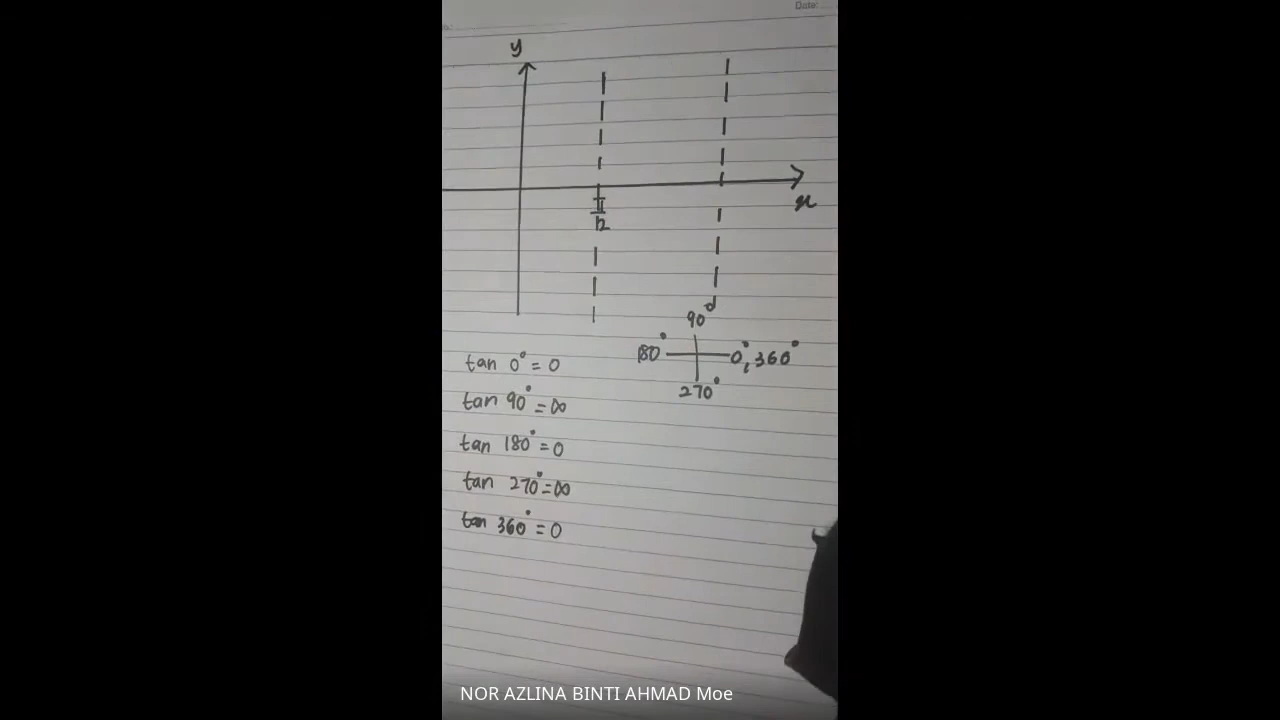 Date:
y
x
π
2
90°
180° 0°, 360°
270°
tan 0° = 0
tan 90° = ∞
tan 180° = 0
tan 270° = ∞
tan 360° = 0
NOR AZLINA BINTI AHMAD Moe